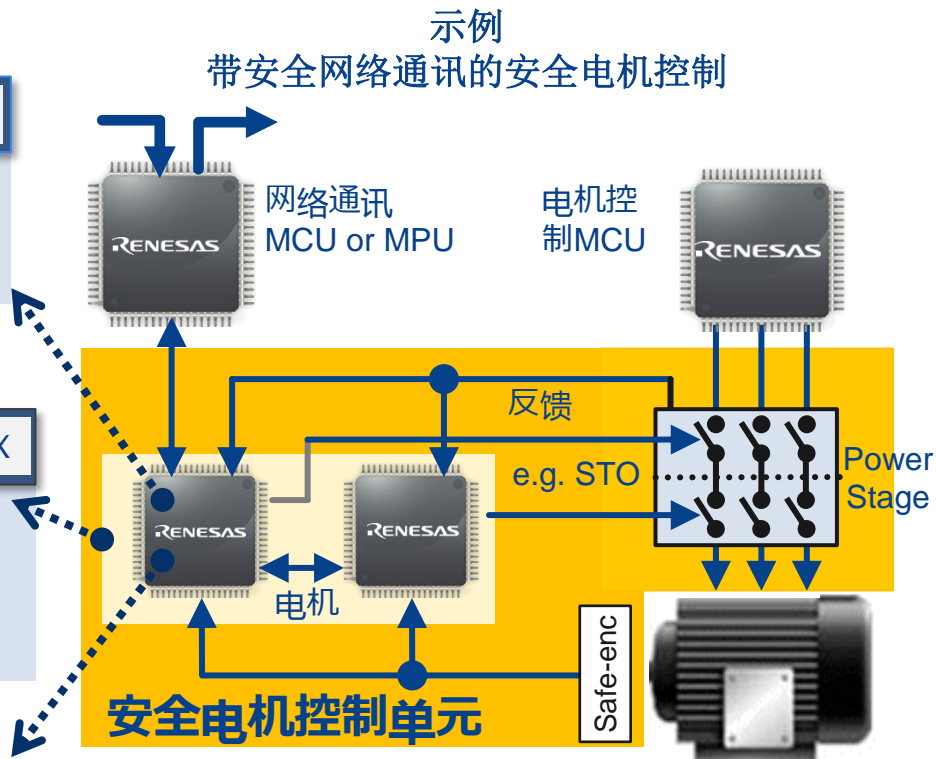 示例
带安全网络通讯的安全电机控制
网络通讯
MCU or MPU
电机控
制MCU
RENESAS
RENESAS
反馈
X
e.g. STO
Power
Stage
RENESAS
RENESAS
电机
Safe-enc
安全电机控制单元